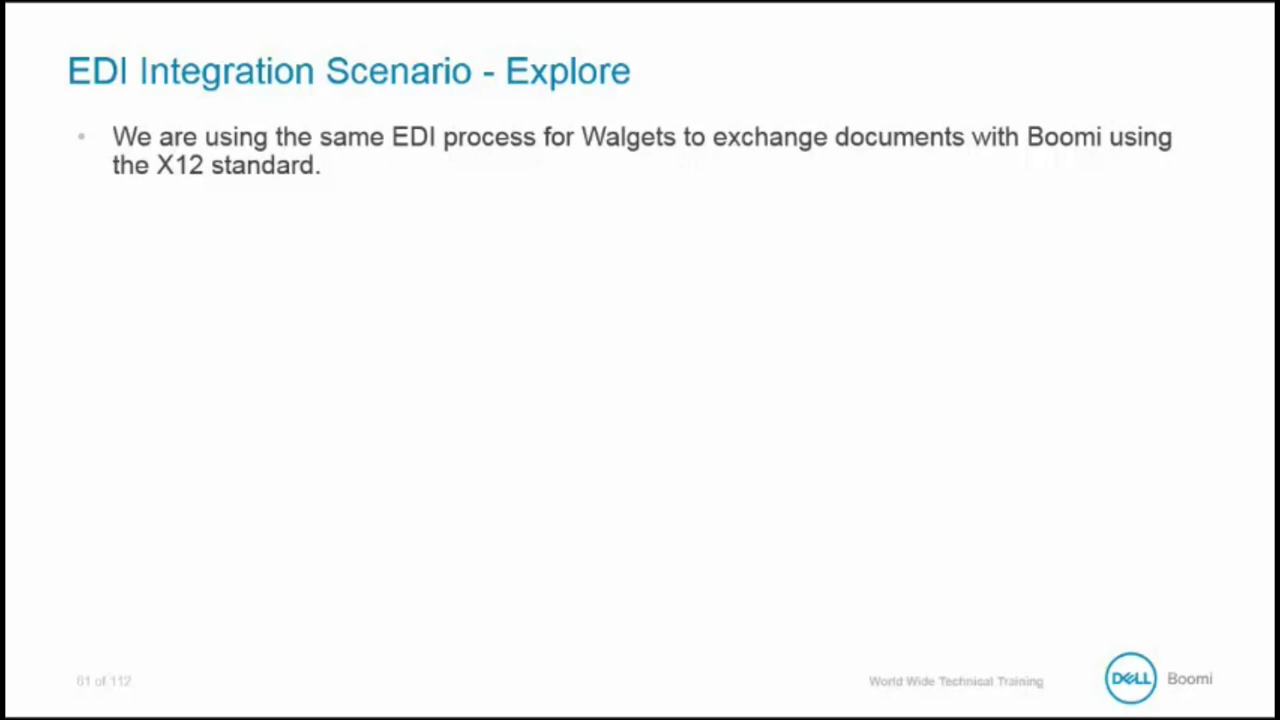 EDI Integration Scenario - Explore
• We are using the same EDI process for Walgets to exchange documents with Boomi using
the X12 standard.
61 of 112
World Wide Technical Training
DELL
Boomi